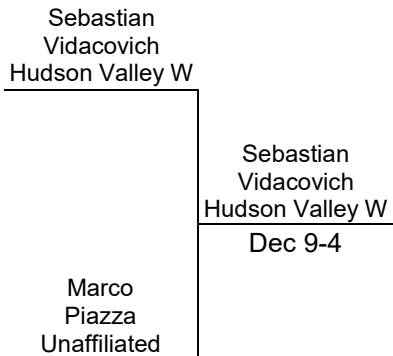 Sebastian
Vidacovich
Hudson Valley W
Sebastian
Vidacovich
Hudson Valley W
Dec 9-4
Marco
Piazza
Unaffiliated